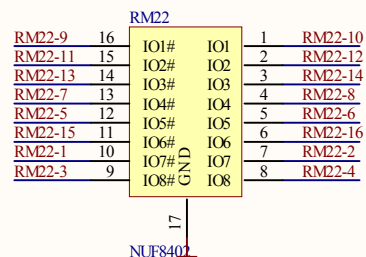 RM22
RM22-9 16 IO1# IO1 1 RM22-10
RM22-11 15 IO2# IO2 2 RM22-12
RM22-13 14 IO3# IO3 3 RM22-14
RM22-7 13 IO4# IO4 4 RM22-8
RM22-5 12 IO5# IO5 5 RM22-6
RM22-15 11 IO6# IO6 6 RM22-16
RM22-1 10 IO7# IO7 7 RM22-2
RM22-3 9 IO8# IO8 8 RM22-4
GND
17
NUF8402